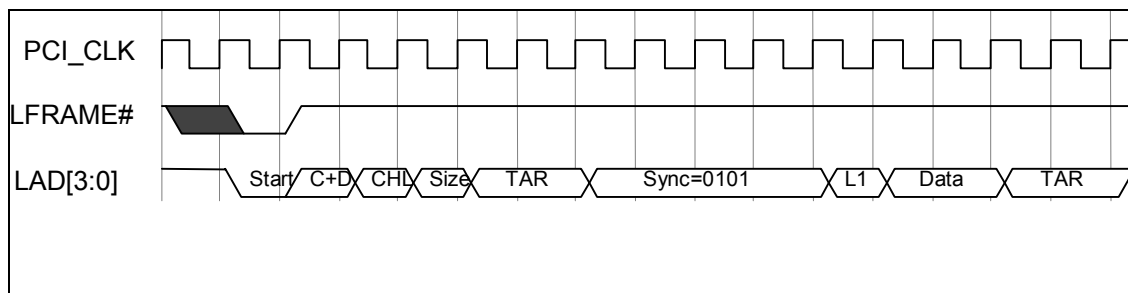 PCI_CLK
LFRAME#
LAD[3:0]
Start C+D CHL Size TAR Sync=0101 L1 Data TAR